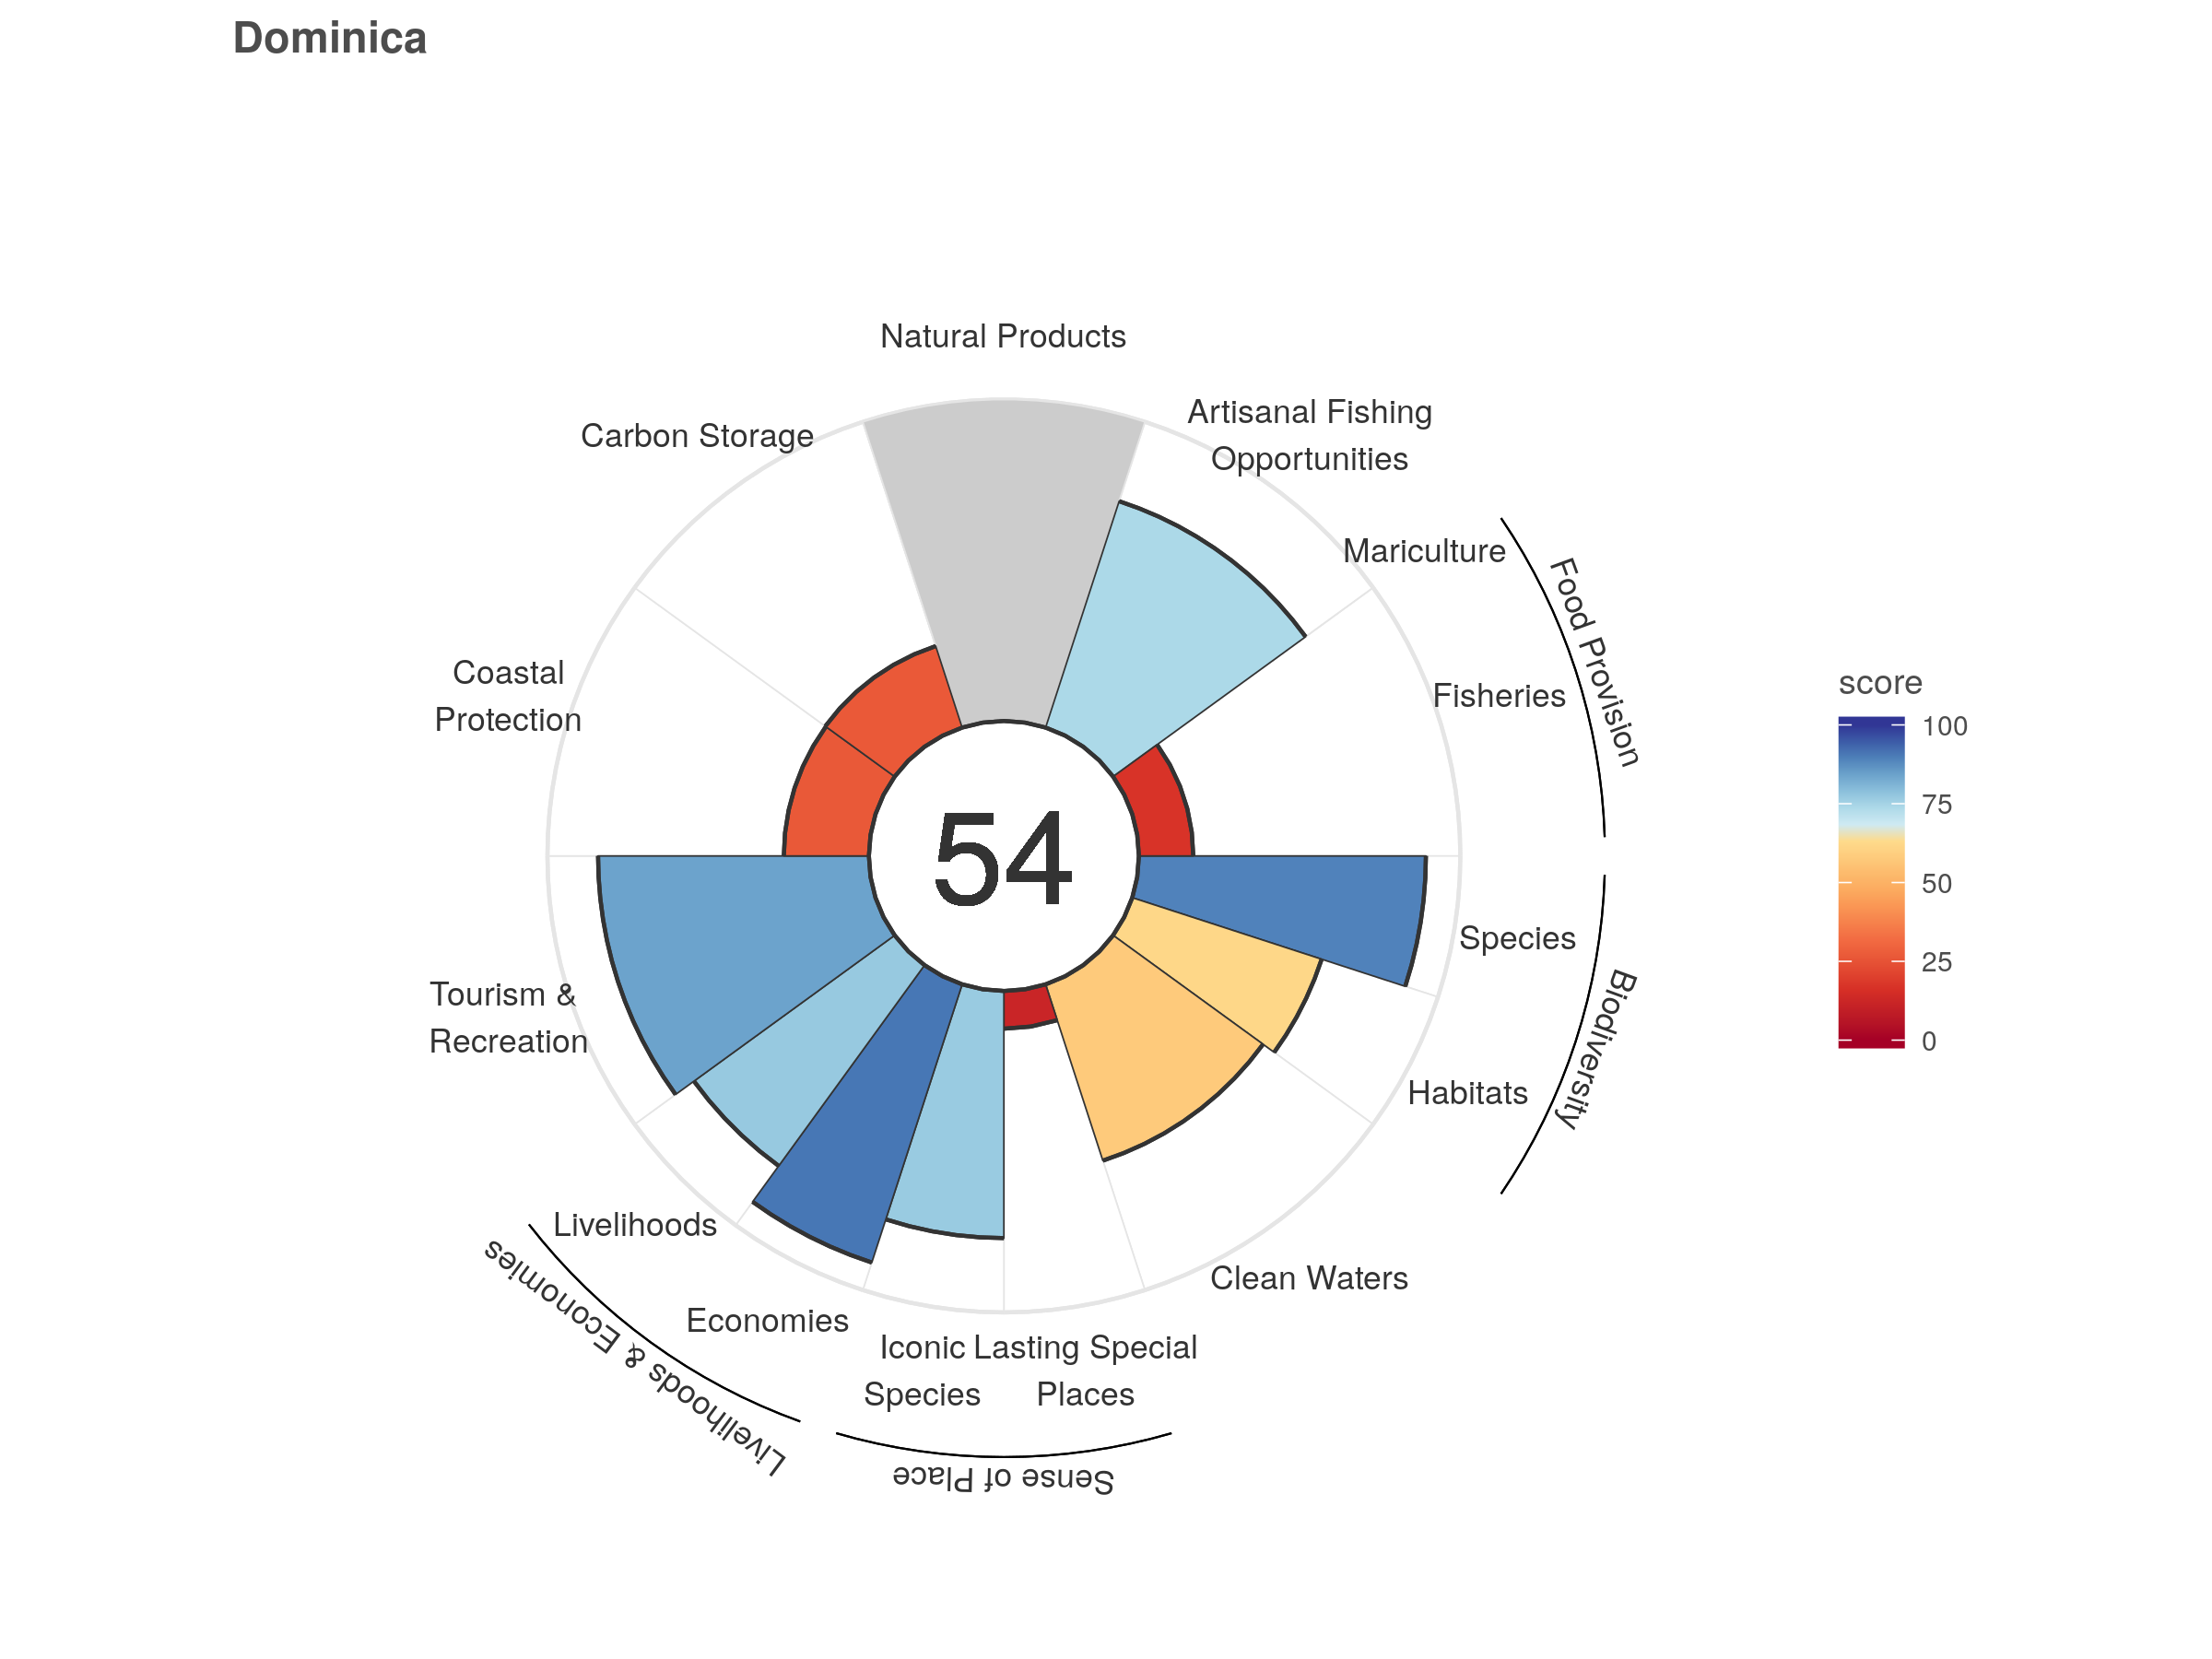 Dominica
Natural Products
Artisanal Fishing
Opportunities
Carbon Storage
Mariculture
Food Provision
Fisheries
Coastal
Protection
score
100
75
50
25
0
54
Species
Biodiversity
Habitats
Tourism &
Recreation
Livelihoods
Livelihoods & Economies
Economies
Clean Waters
Iconic
Species
Lasting Special
Places
Sense of Place